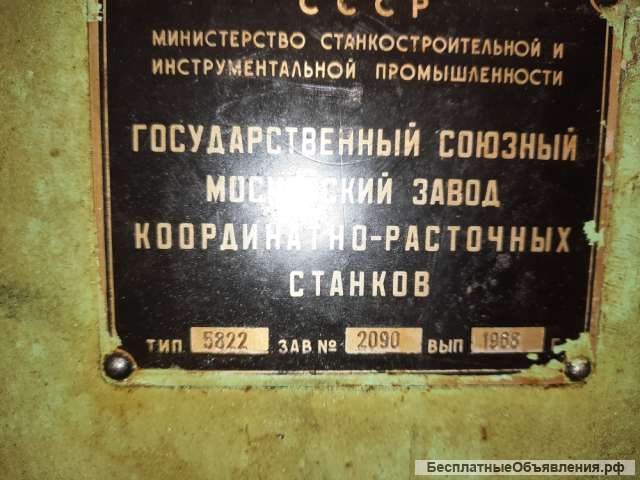 СССР
МИНИСТЕРСТВО СТАНКОСТРОИТЕЛЬНОЙ И
ИНСТРУМЕНТАЛЬНОЙ ПРОМЫШЛЕННОСТИ
ГОСУДАРСТВЕННЫЙ СОЮЗНЫЙ
МОСКОВСКИЙ ЗАВОД
КООРДИНАТНО-РАСТОЧНЫХ
СТАНКОВ
ТИП 5822 ЗАВ № 2090 ВЫП Г
БесплатныеОбъявления.рф